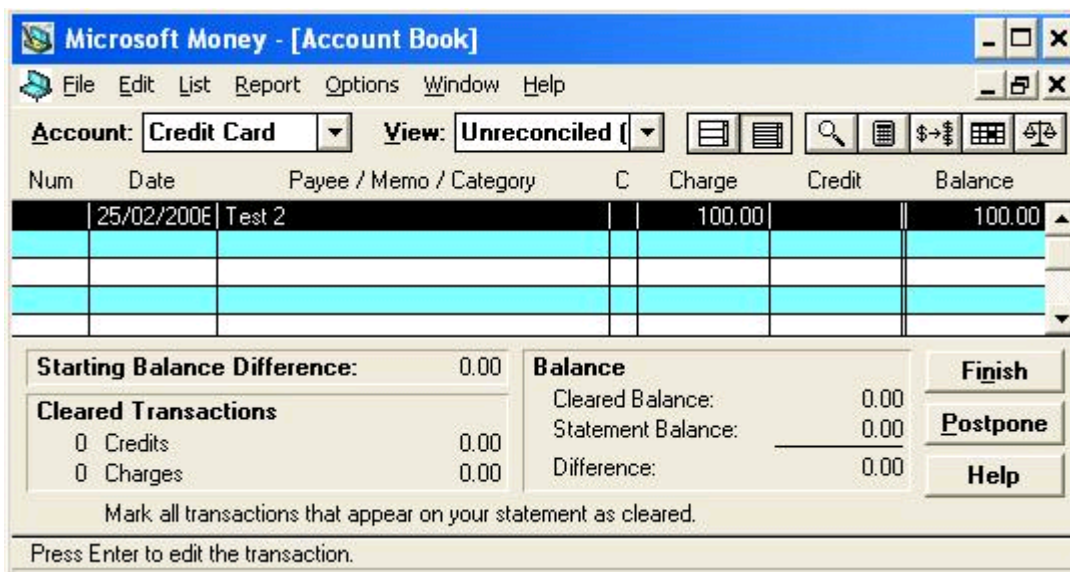 Microsoft Money - [Account Book]
File Edit List Report Options Window Help
Account: Credit Card View: Unreconciled (
Num Date Payee / Memo / Category C Charge Credit Balance
25/02/2006 Test 2 100.00 100.00
Starting Balance Difference: 0.00
Cleared Transactions
0 Credits 0.00
0 Charges 0.00
Balance
Cleared Balance: 0.00
Statement Balance: 0.00
Difference: 0.00
Finish
Postpone
Help
Mark all transactions that appear on your statement as cleared.
Press Enter to edit the transaction.